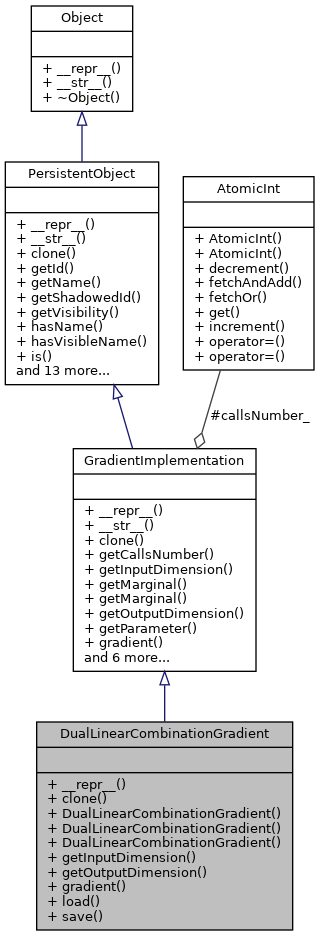 Object
+ __repr__()
+ __str__()
+ ~Object()
PersistentObject
+ __repr__()
+ __str__()
+ clone()
+ getId()
+ getName()
+ getShadowedId()
+ getVisibility()
+ hasName()
+ hasVisibleName()
+ is()
and 13 more...
AtomicInt
+ AtomicInt()
+ AtomicInt()
+ decrement()
+ fetchAndAdd()
+ fetchOr()
+ get()
+ increment()
+ operator=()
+ operator=()
#callsNumber_
GradientImplementation
+ __repr__()
+ __str__()
+ clone()
+ getCallsNumber()
+ getInputDimension()
+ getMarginal()
+ getMarginal()
+ getOutputDimension()
+ getParameter()
+ gradient()
and 6 more...
DualLinearCombinationGradient
+ __repr__()
+ clone()
+ DualLinearCombinationGradient()
+ DualLinearCombinationGradient()
+ DualLinearCombinationGradient()
+ getInputDimension()
+ getOutputDimension()
+ gradient()
+ load()
+ save()